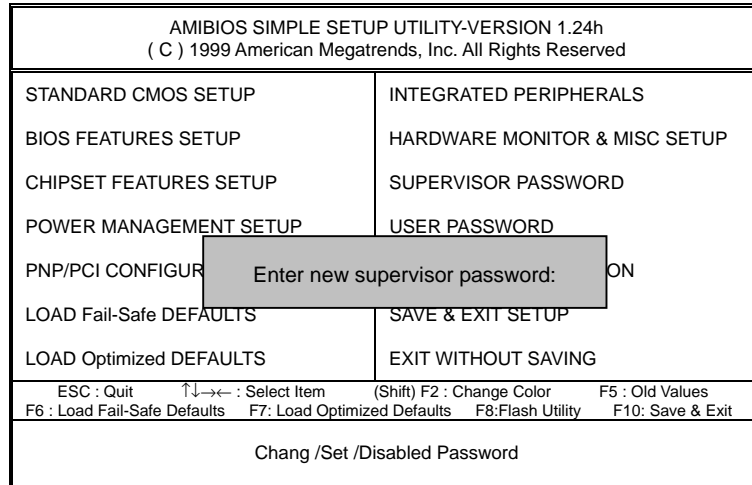 AMIBIOS SIMPLE SETUP UTILITY-VERSION 1.24h
( C ) 1999 American Megatrends, Inc. All Rights Reserved
STANDARD CMOS SETUP
BIOS FEATURES SETUP
CHIPSET FEATURES SETUP
POWER MANAGEMENT SETUP
PNP/PCI CONFIGUR
LOAD Fail-Safe DEFAULTS
LOAD Optimized DEFAULTS
INTEGRATED PERIPHERALS
HARDWARE MONITOR & MISC SETUP
SUPERVISOR PASSWORD
USER PASSWORD
ON
SAVE & EXIT SETUP
EXIT WITHOUT SAVING
Enter new supervisor password:
ESC : Quit ↑↓→← : Select Item (Shift) F2 : Change Color F5 : Old Values
F6 : Load Fail-Safe Defaults F7: Load Optimized Defaults F8:Flash Utility F10: Save & Exit
Chang /Set /Disabled Password